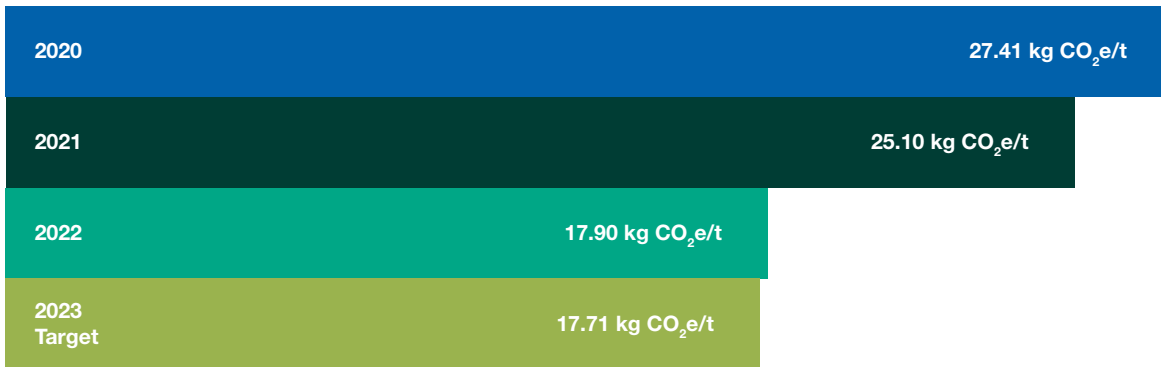 2020
27.41 kg CO₂e/t
2021
25.10 kg CO₂e/t
2022
17.90 kg CO₂e/t
2023
Target
17.71 kg CO₂e/t